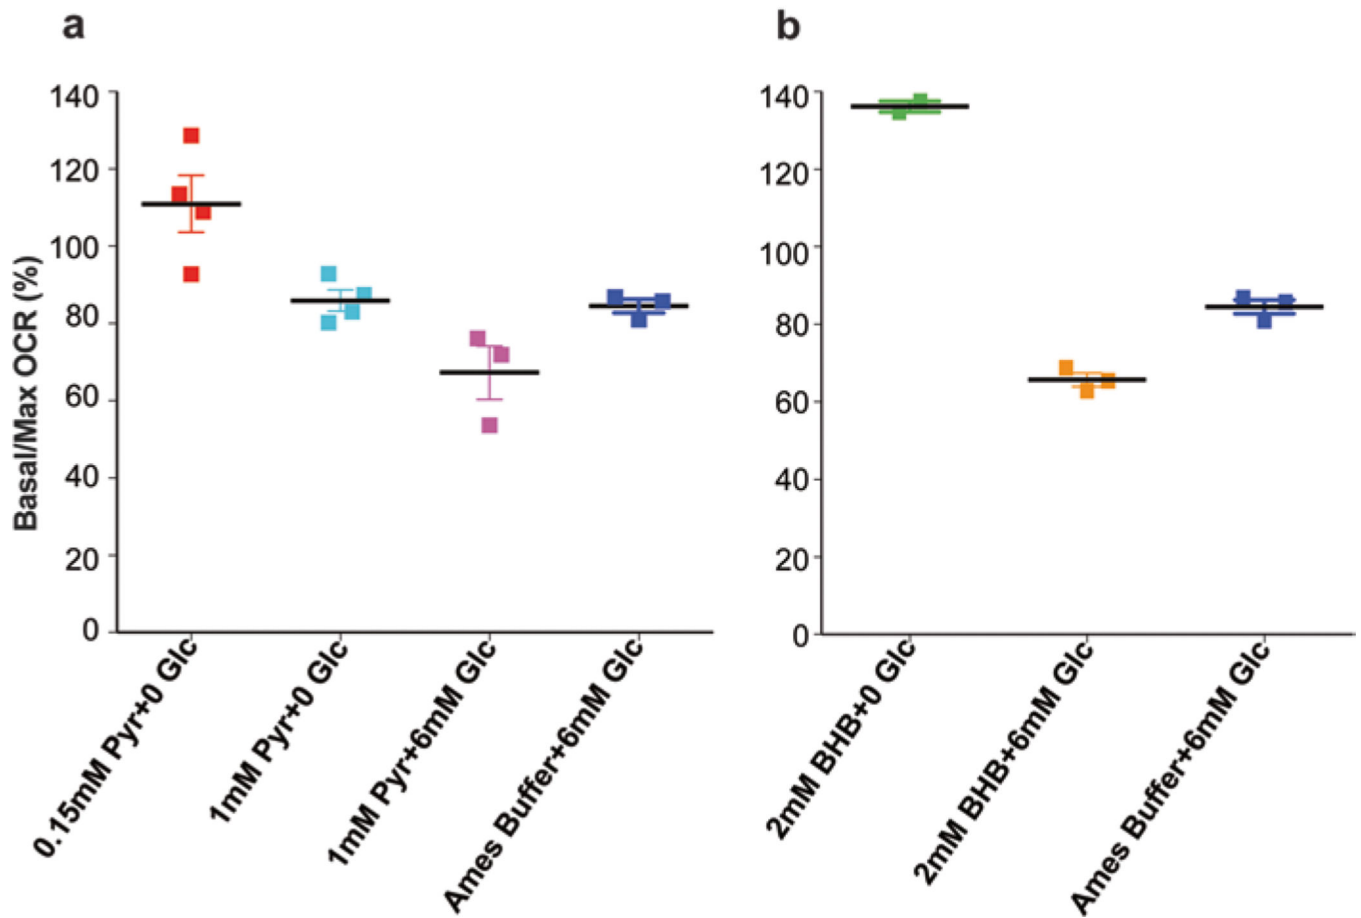 a
140
120
100
80
60
40
20
0
Basal/Max OCR (%)
0.15mM Pyr+0 Glc
1mM Pyr+0 Glc
1mM Pyr+6mM Glc
Ames Buffer+6mM Glc
b
140
120
100
80
60
40
20
0
2mM BHB+0 Glc
2mM BHB+6mM Glc
Ames Buffer+6mM Glc